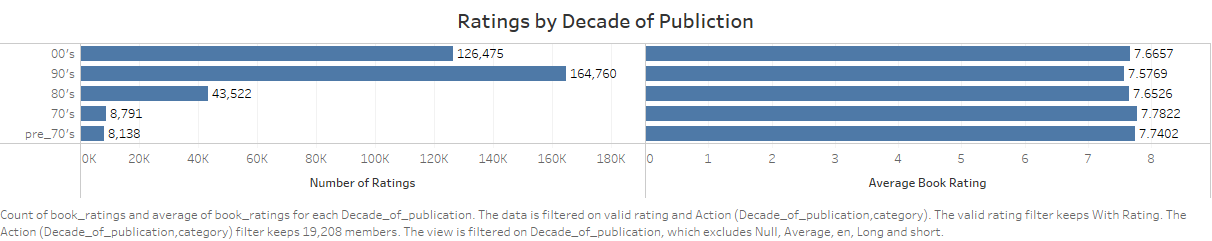 Ratings by Decade of Publiction
00's 126,475 7.6657
90's 164,760 7.5769
80's 43,522 7.6526
70's 8,791 7.7822
pre_70's 8,138 7.7402
0K 20K 40K 60K 80K 100K 120K 140K 160K 180K 0 1 2 3 4 5 6 7 8
Number of Ratings Average Book Rating
Count of book_ratings and average of book_ratings for each Decade_of_publication. The data is filtered on valid rating and Action (Decade_of_publication,category). The valid rating filter keeps With Rating. The
Action (Decade_of_publication,category) filter keeps 19,208 members. The view is filtered on Decade_of_publication, which excludes Null, Average, en, Long and short.